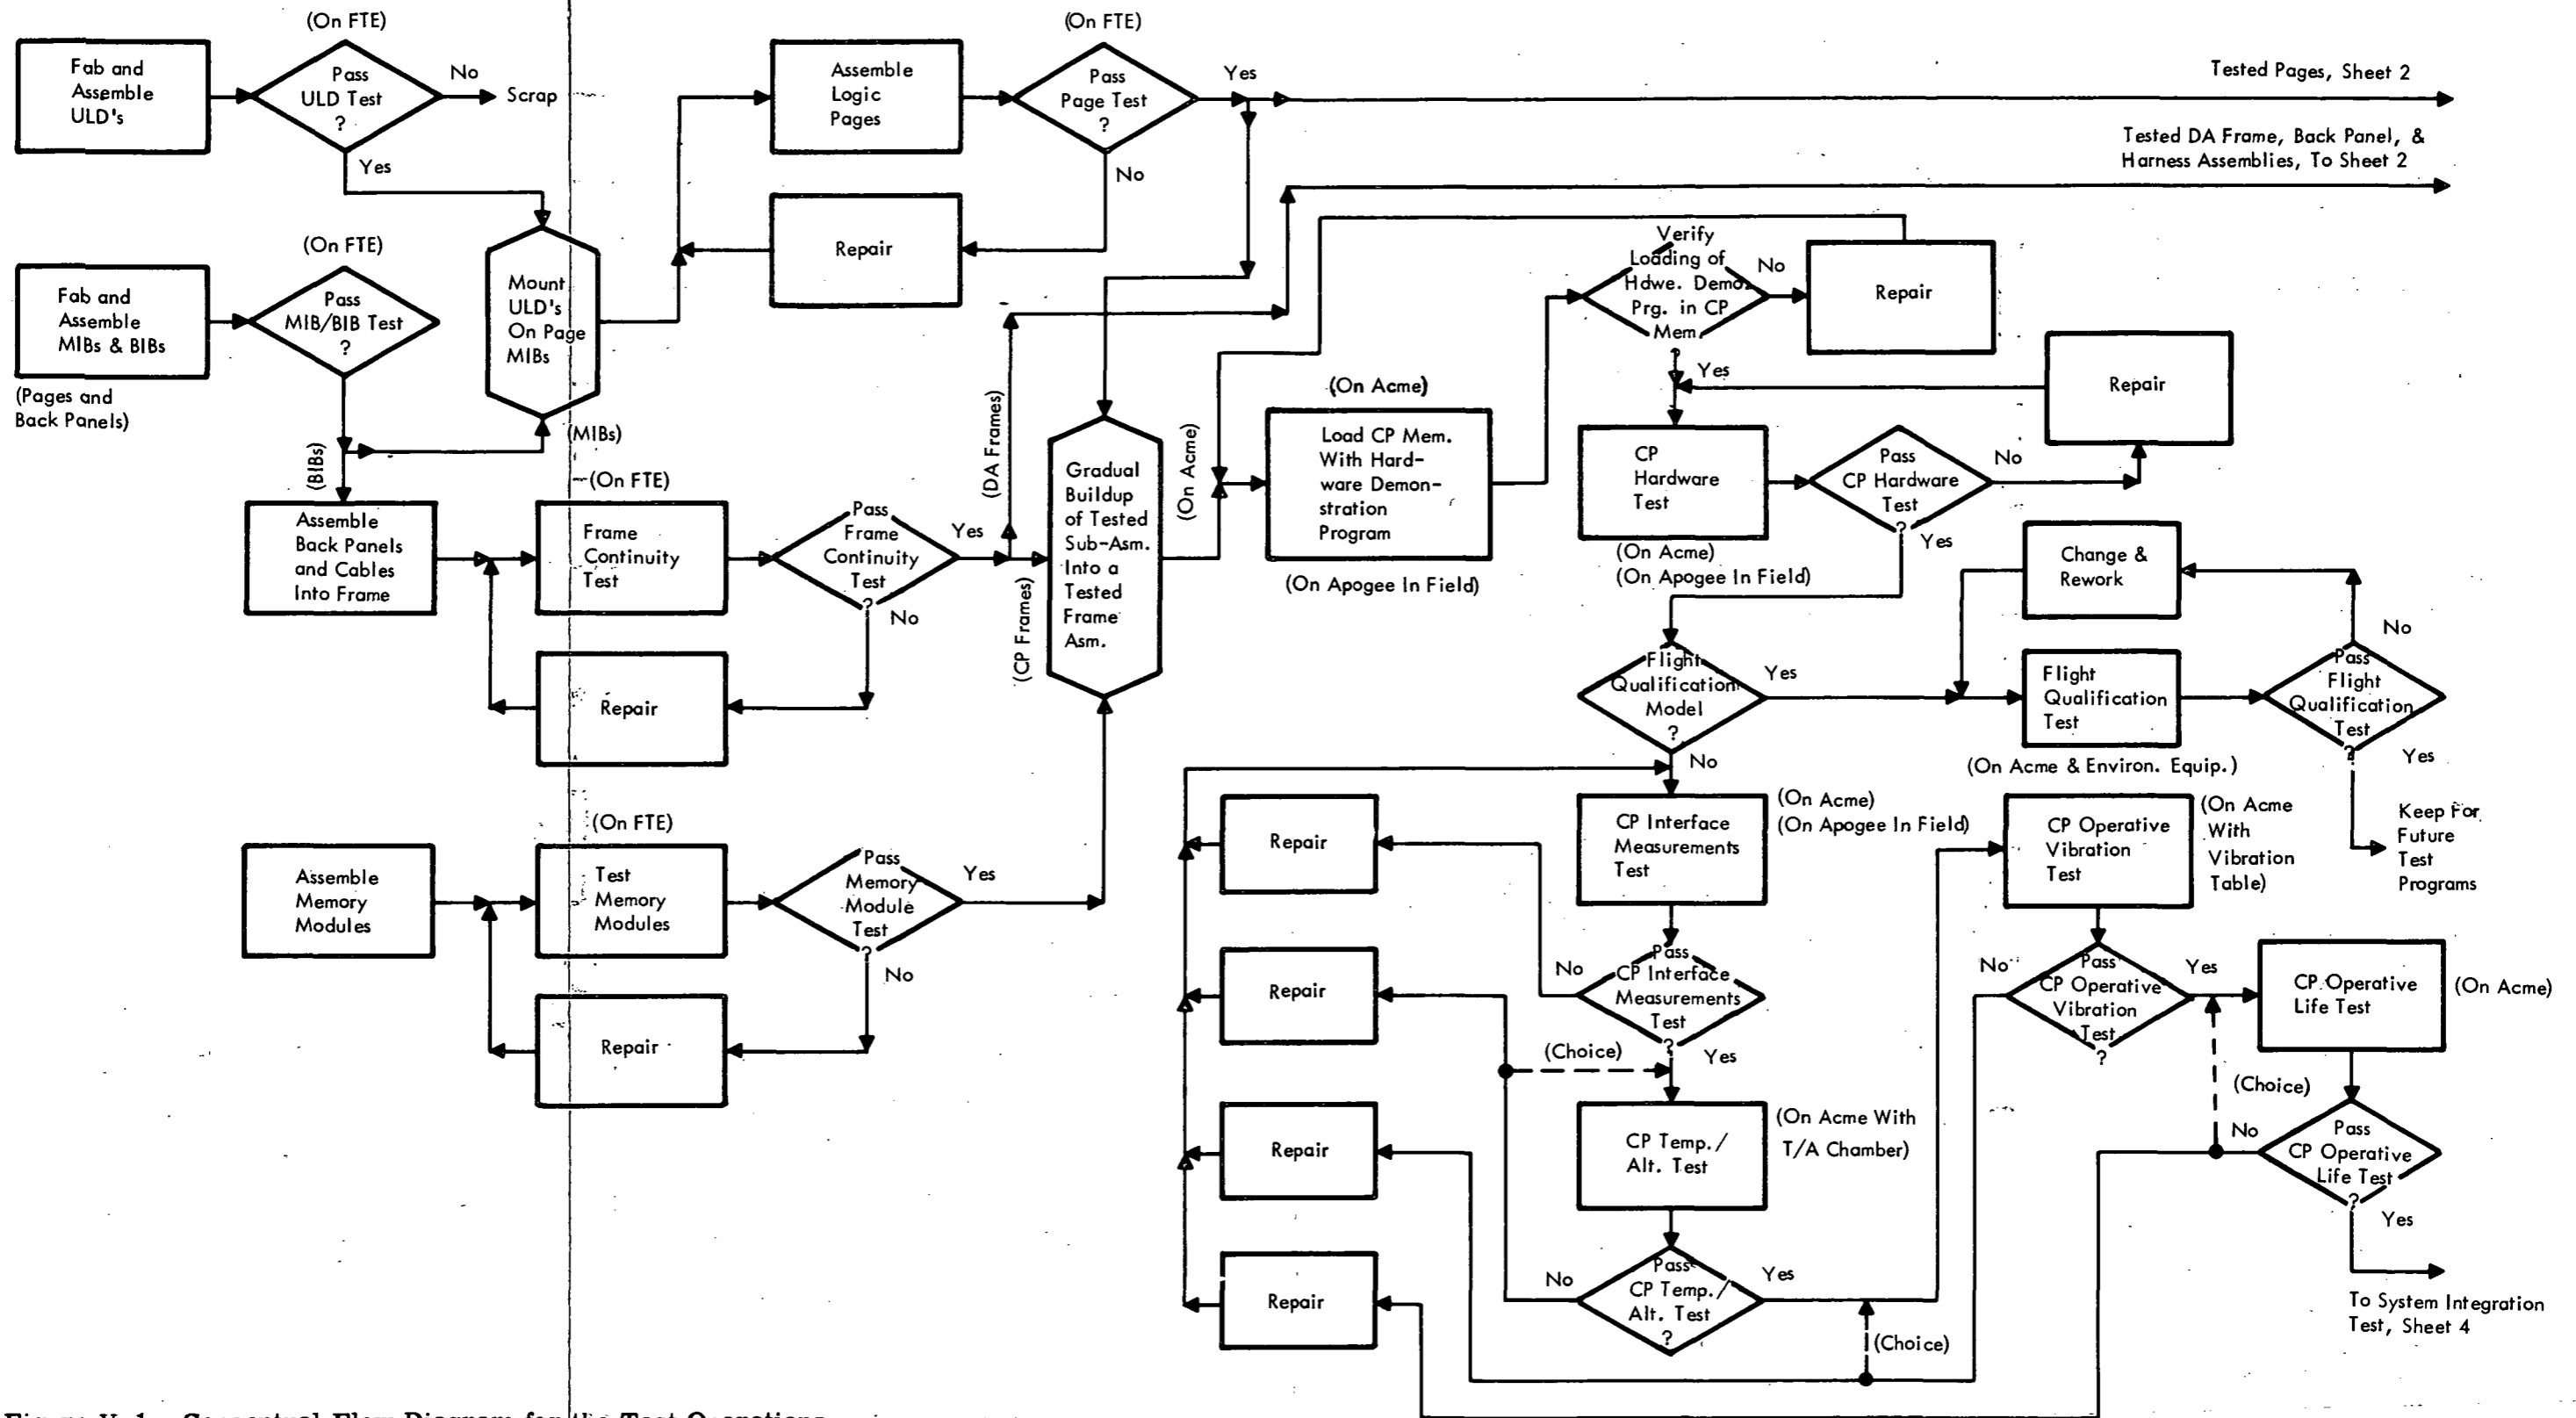 (On FTE)
Fab and
Assemble
ULD's
Pass
ULD Test
?
No
Scrap
Yes
(On FTE)
Fab and
Assemble
MIBs & BIBs
(Pages and
Back Panels)
Pass
MIB/BIB Test
?
Mount
ULD's
On Page
MIBs
(MIBs)
(BIBs)
Assemble
Logic
Pages
(On FTE)
Pass
Page Test
?
Yes
No
Repair
Tested Pages, Sheet 2
Tested DA Frame, Back Panel, &
Harness Assemblies, To Sheet 2
Assemble
Back Panels
and Cables
Into Frame
(On FTE)
Frame
Continuity
Test
Pass
Frame
Continuity
Test
?
Yes
No
Repair
(DA Frames)
(CP Frames)
Assemble
Memory
Modules
(On FTE)
Test
Memory
Modules
Pass
Memory
Module
Test
?
Yes
No
Repair
Gradual
Buildup
of Tested
Sub-Asm.
Into a
Tested
Frame
Asm.
(On Acme)
(On Acme)
Load CP Mem.
With Hard-
ware Demon-
stration
Program
(On Apogee In Field)
Verify
Loading of
Hdwe. Demo.
Prg. in CP
Mem.
No
Repair
Yes
Repair
CP
Hardware
Test
(On Acme)
(On Apogee In Field)
Pass
CP Hardware
Test
?
No
Yes
Change &
Rework
Flight
Qualification
Model
?
Yes
No
Flight
Qualification
Test
(On Acme & Environ. Equip.)
Pass
Flight
Qualification
Test
?
No
Yes
Keep For
Future
Test
Programs
CP Interface
Measurements
Test
(On Acme)
(On Apogee In Field)
Repair
Pass
CP Interface
Measurements
Test
?
No
Yes
Repair
(Choice)
CP Temp./
Alt. Test
(On Acme With
T/A Chamber)
Repair
Pass
CP Temp./
Alt. Test
?
No
Yes
Repair
(Choice)
CP Operative
Vibration
Test
(On Acme
With
Vibration
Table)
Pass
CP Operative
Vibration
Test
?
No
Yes
CP Operative
Life Test
(On Acme)
(Choice)
Pass
CP Operative
Life Test
?
No
Yes
To System Integration
Test, Sheet 4
Conceptual Flow Diagram for the Test Operations